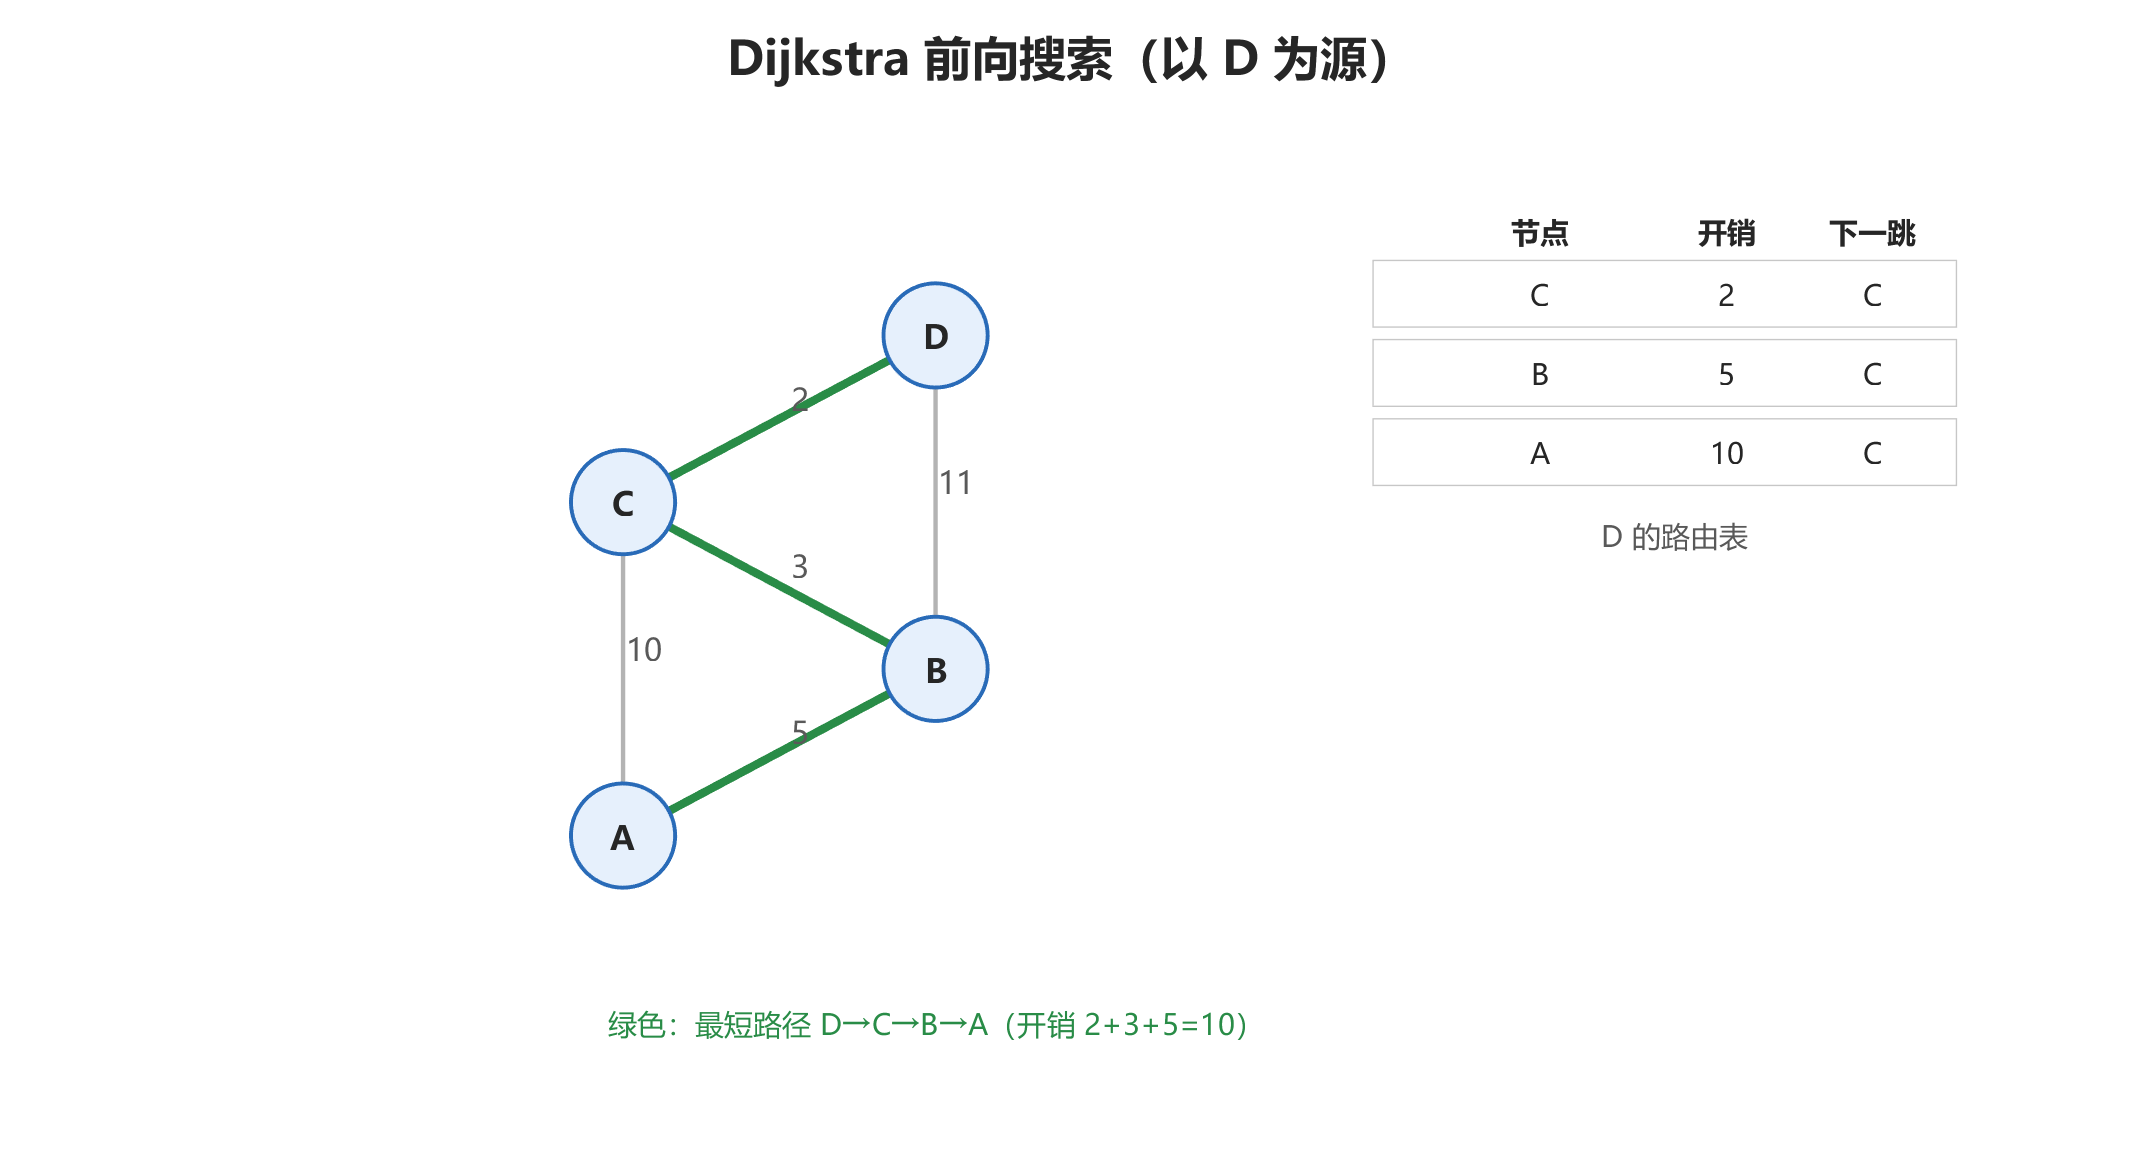 Dijkstra 前向搜索（以 D 为源）
节点 开销 下一跳
C 2 C
B 5 C
A 10 C
D 的路由表
D
2
11
C
3
10
B
5
A
绿色：最短路径 D→C→B→A（开销 2+3+5=10）